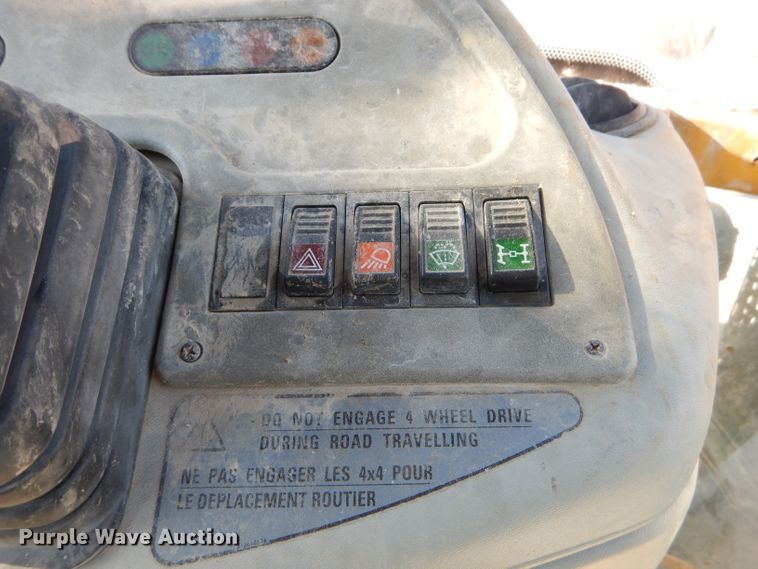 - DO NOT ENGAGE 4 WHEEL DRIVE
DURING ROAD TRAVELLING
NE PAS ENGAGER LES 4x4 POUR
LE DEPLACEMENT ROUTIER
Purple Wave Auction